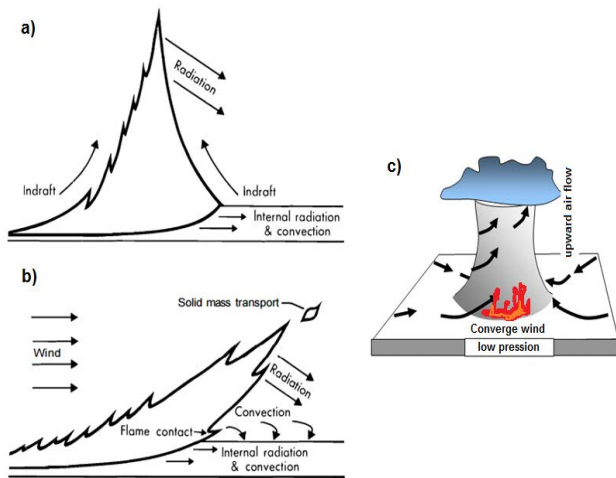 a)
Radiation
Indraft
Indraft
Internal radiation
& convection
b)
Solid mass transport
Wind
Radiation
Convection
Flame contact
Internal radiation
& convection
c)
upward air flow
Converge wind
low pression